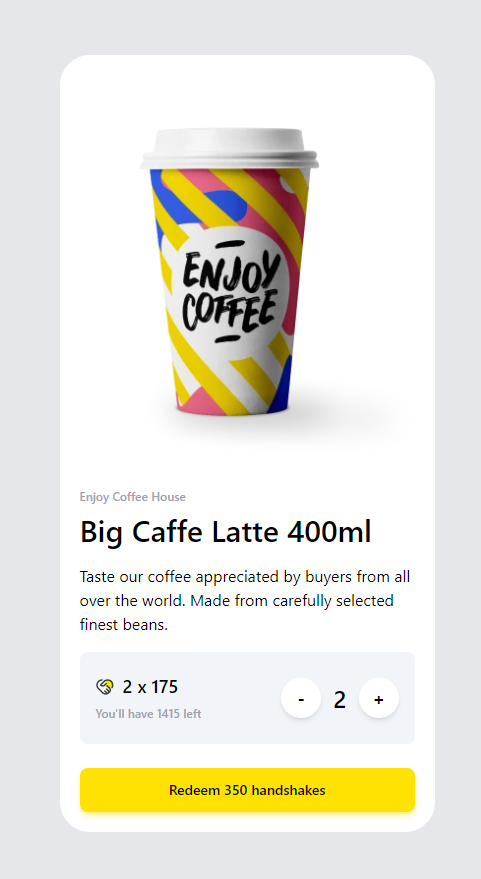 ENJOY
COFFEE
Enjoy Coffee House
Big Caffe Latte 400ml
Taste our coffee appreciated by buyers from all
over the world. Made from carefully selected
finest beans.
2 x 175
You'll have 1415 left
- 2 +
Redeem 350 handshakes